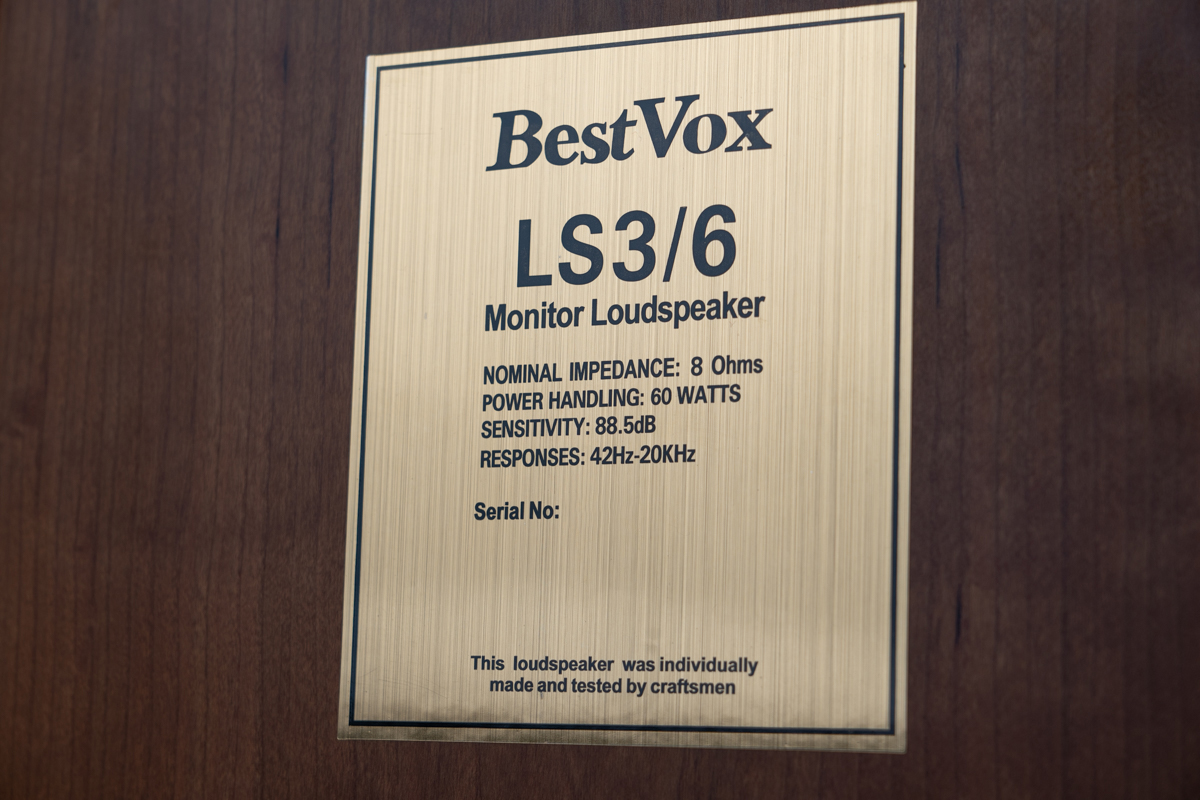 BestVox
LS3/6
Monitor Loudspeaker
NOMINAL IMPEDANCE: 8 Ohms
POWER HANDLING: 60 WATTS
SENSITIVITY: 88.5dB
RESPONSES: 42Hz-20KHz
Serial No:
This loudspeaker was individually
made and tested by craftsmen